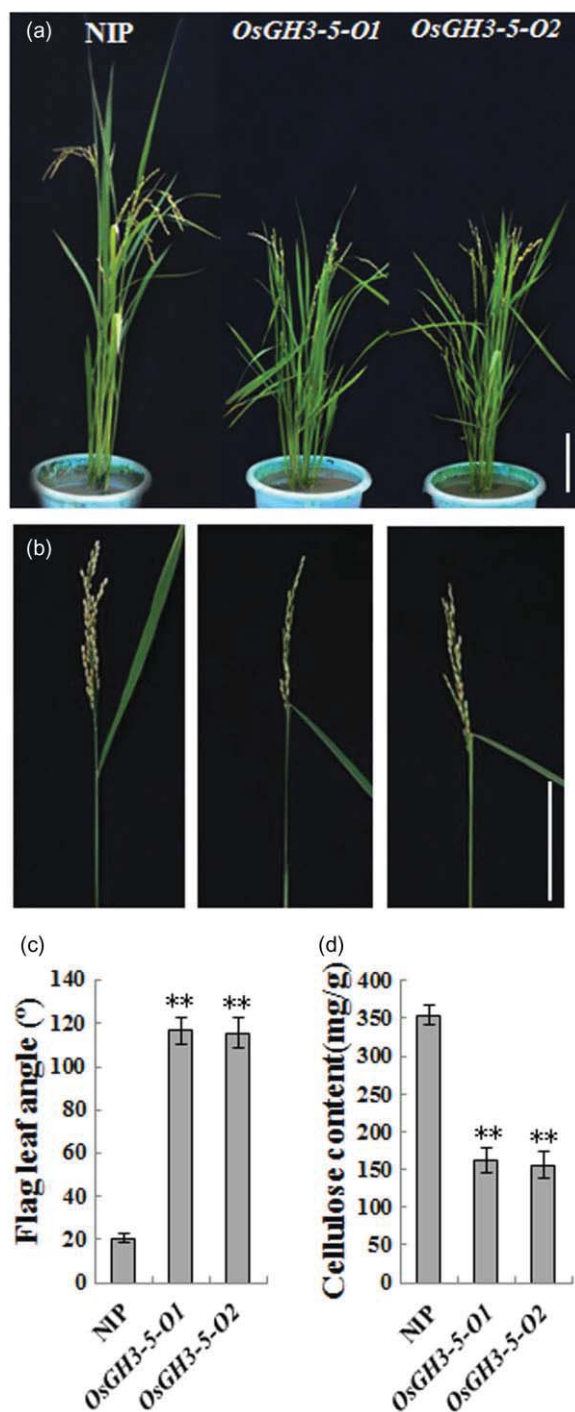 (a)
NIP OsGH3-5-O1 OsGH3-5-O2
(b)
(c)
Flag leaf angle (º)
140
120
100
80
60
40
20
0
** **
NIP
OsGH3-5-O1
OsGH3-5-O2
(d)
Cellulose content(mg/g)
400
350
300
250
200
150
100
50
0
** **
NIP
OsGH3-5-O1
OsGH3-5-O2